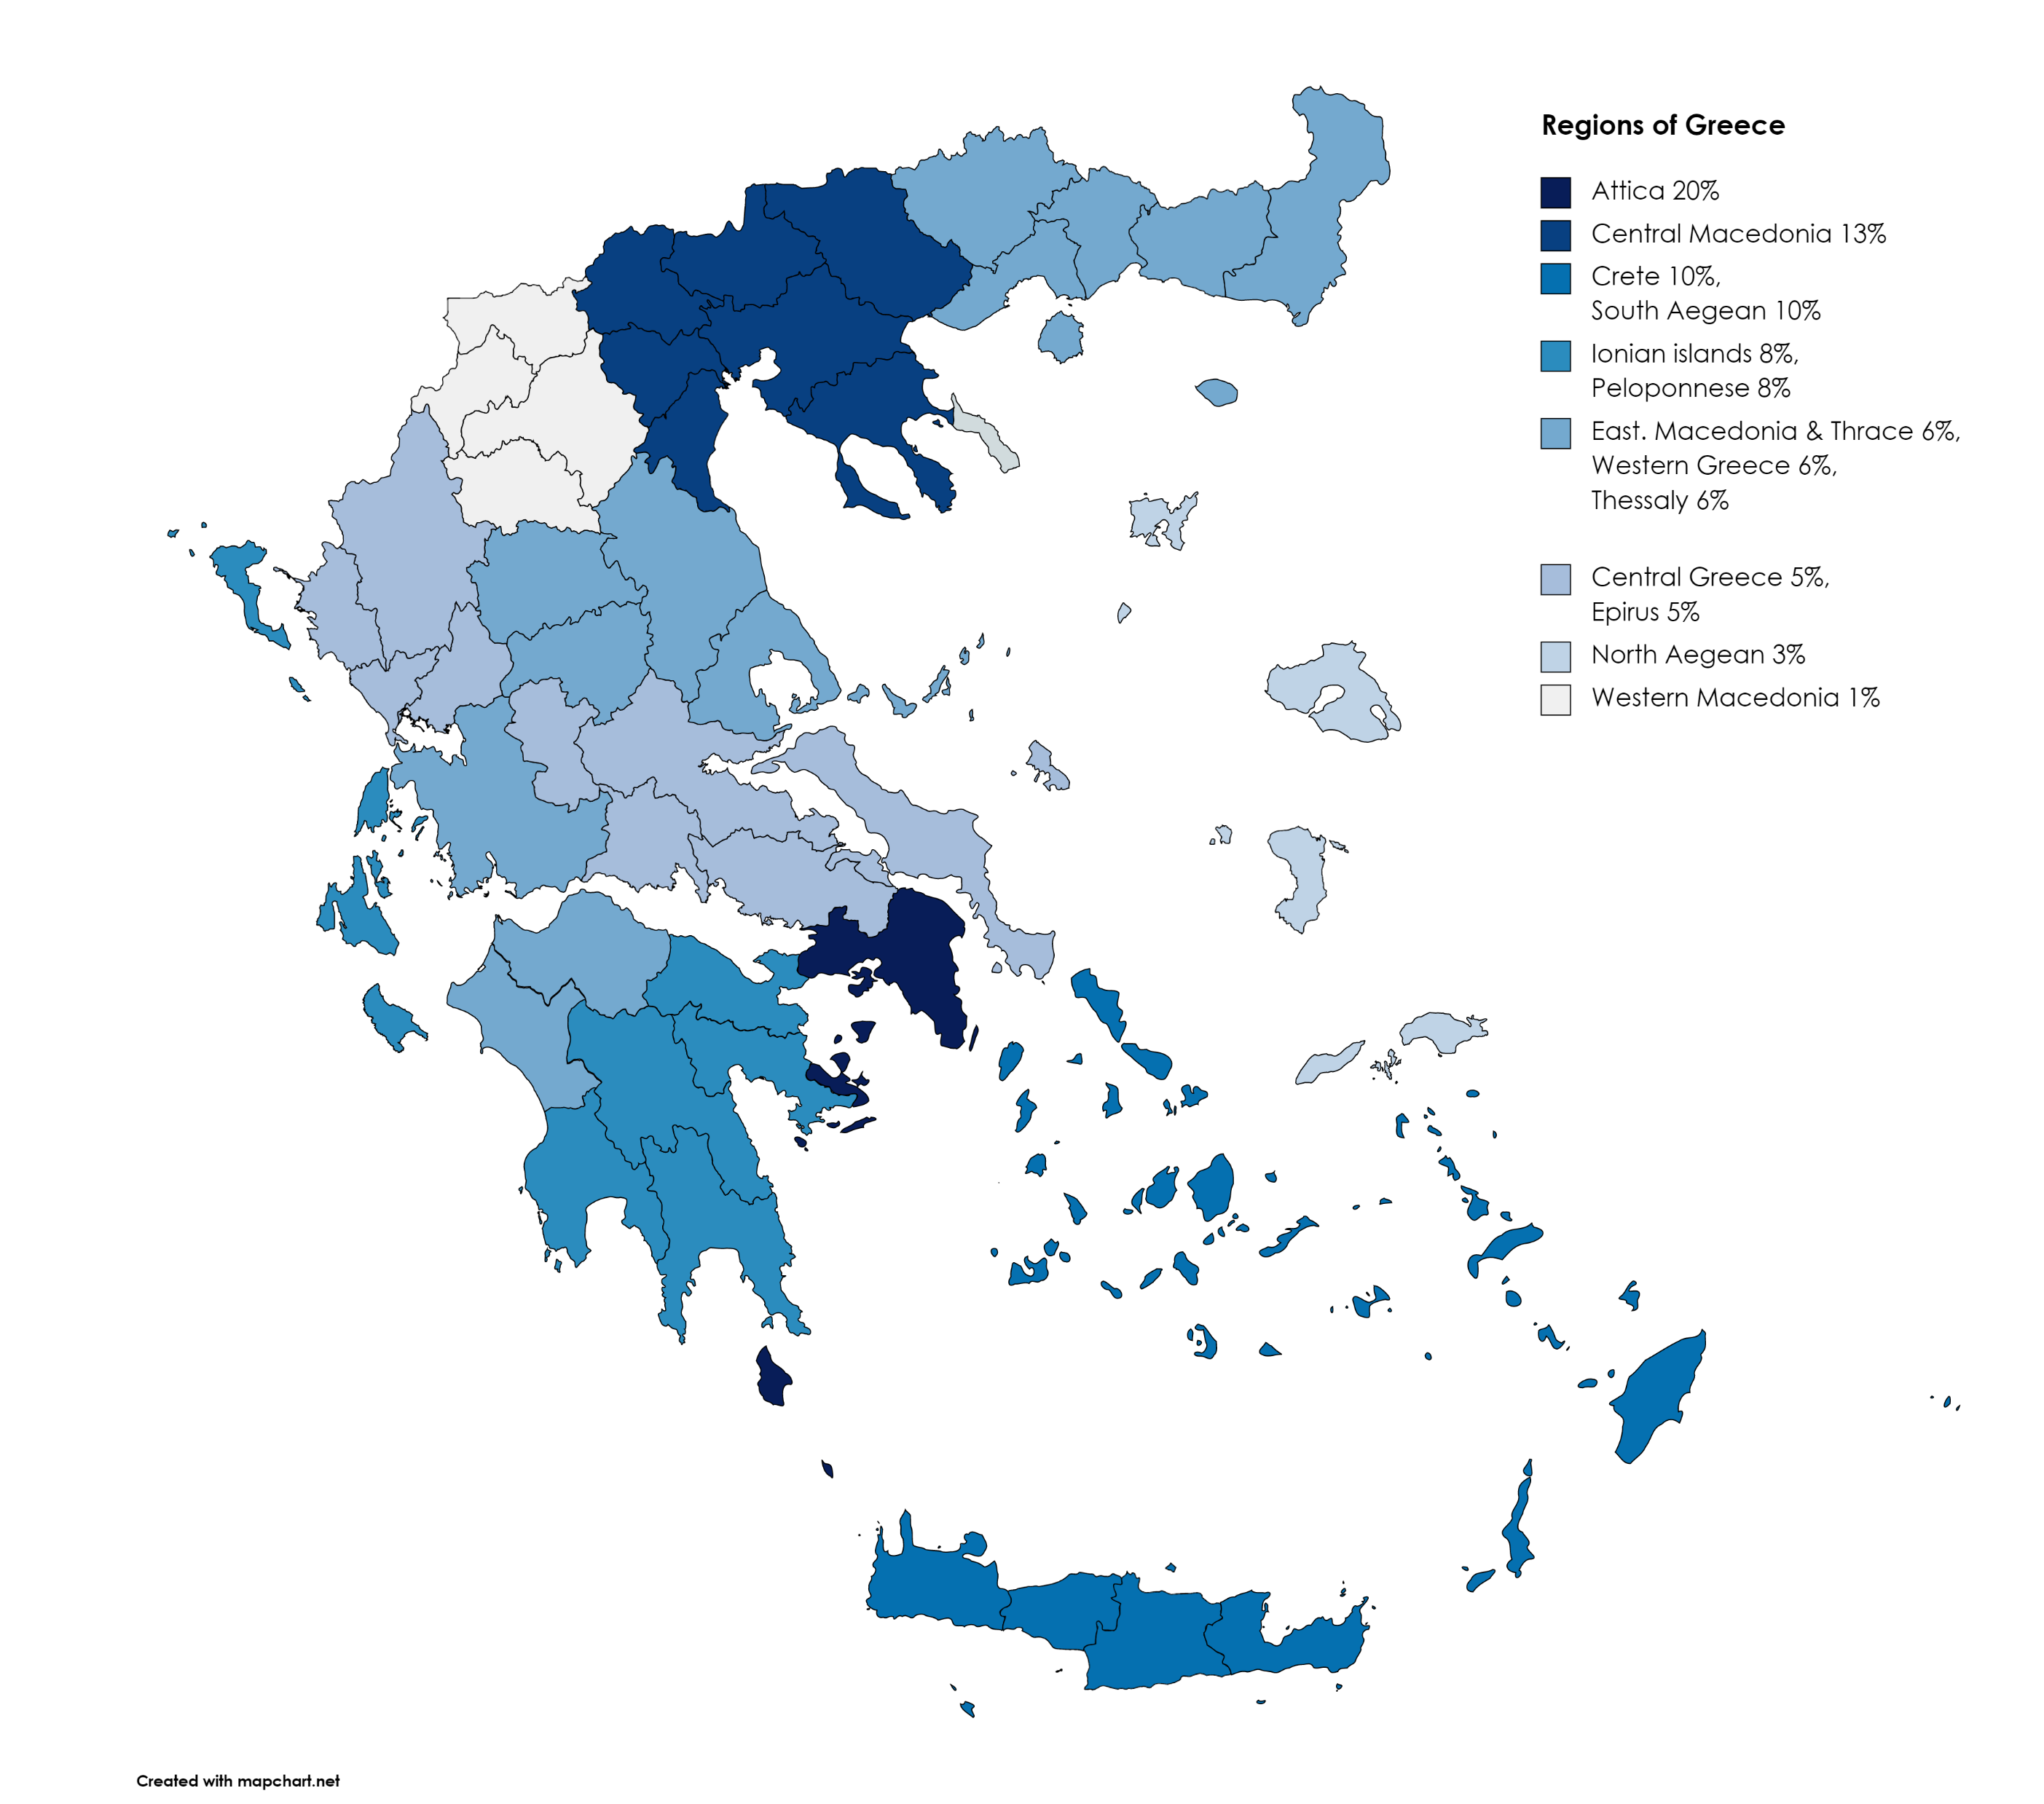 Regions of Greece
Attica 20%
Central Macedonia 13%
Crete 10%,
South Aegean 10%
Ionian islands 8%,
Peloponnese 8%
East. Macedonia & Thrace 6%,
Western Greece 6%,
Thessaly 6%
Central Greece 5%,
Epirus 5%
North Aegean 3%
Western Macedonia 1%
Created with mapchart.net